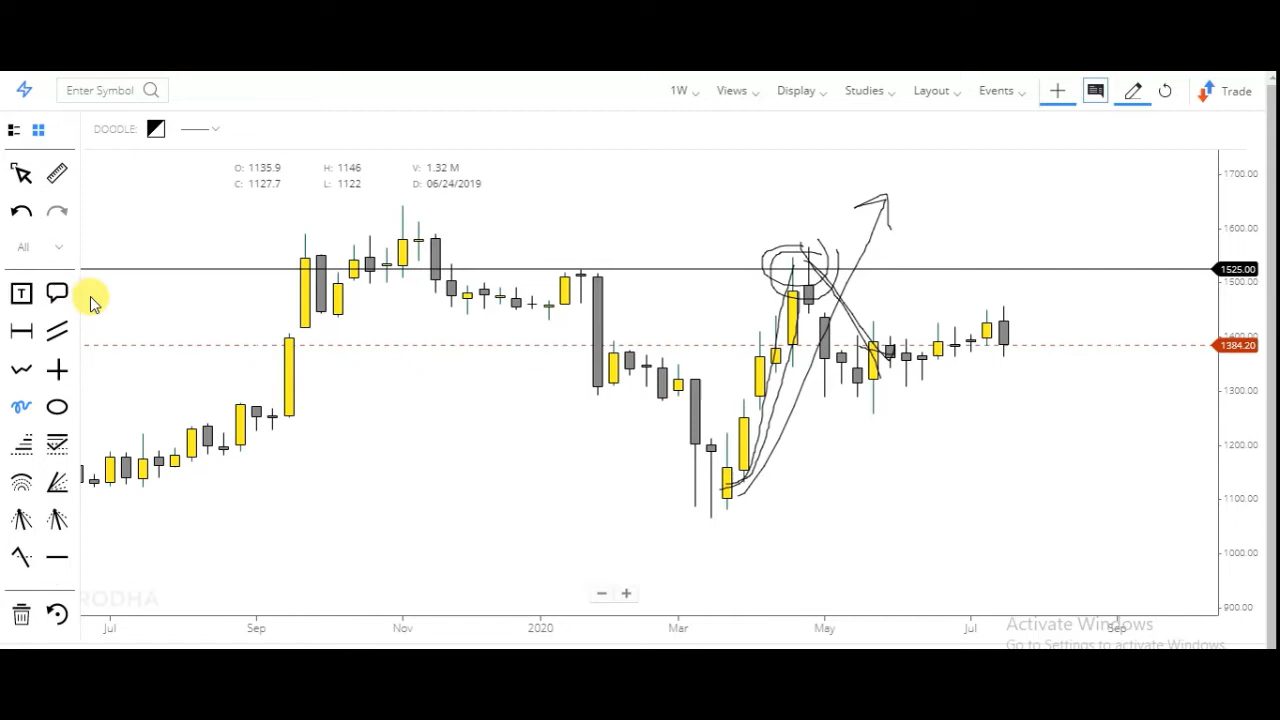 Enter Symbol 1W Views Display Studies Layout Events Trade
DOODLE:
O: 1135.9 H: 1146 V: 1.32 M
C: 1127.7 L: 1122 D: 06/24/2019
All
T
1700.00
1600.00
1525.00
1500.00
1400.00
1384.20
1300.00
1200.00
1100.00
1000.00
900.00
RODHA
Jul Sep Nov 2020 Mar May Jul Sep
Activate Windows
Go to Settings to activate Windows.